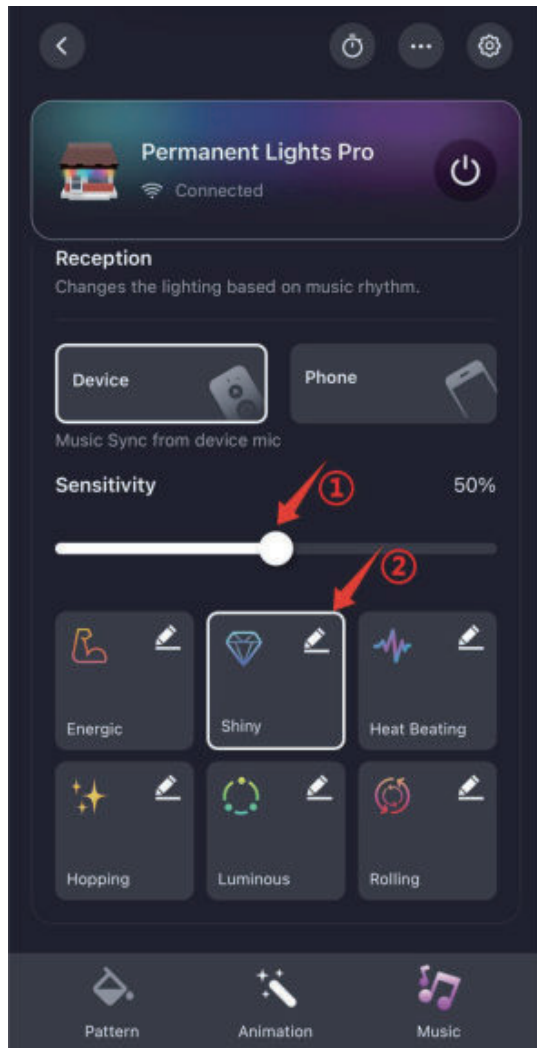 Permanent Lights Pro
Connected
Reception
Changes the lighting based on music rhythm.
Device
Phone
Music Sync from device mic
Sensitivity
①
50%
②
Energic
Shiny
Heat Beating
Hopping
Luminous
Rolling
Pattern
Animation
Music